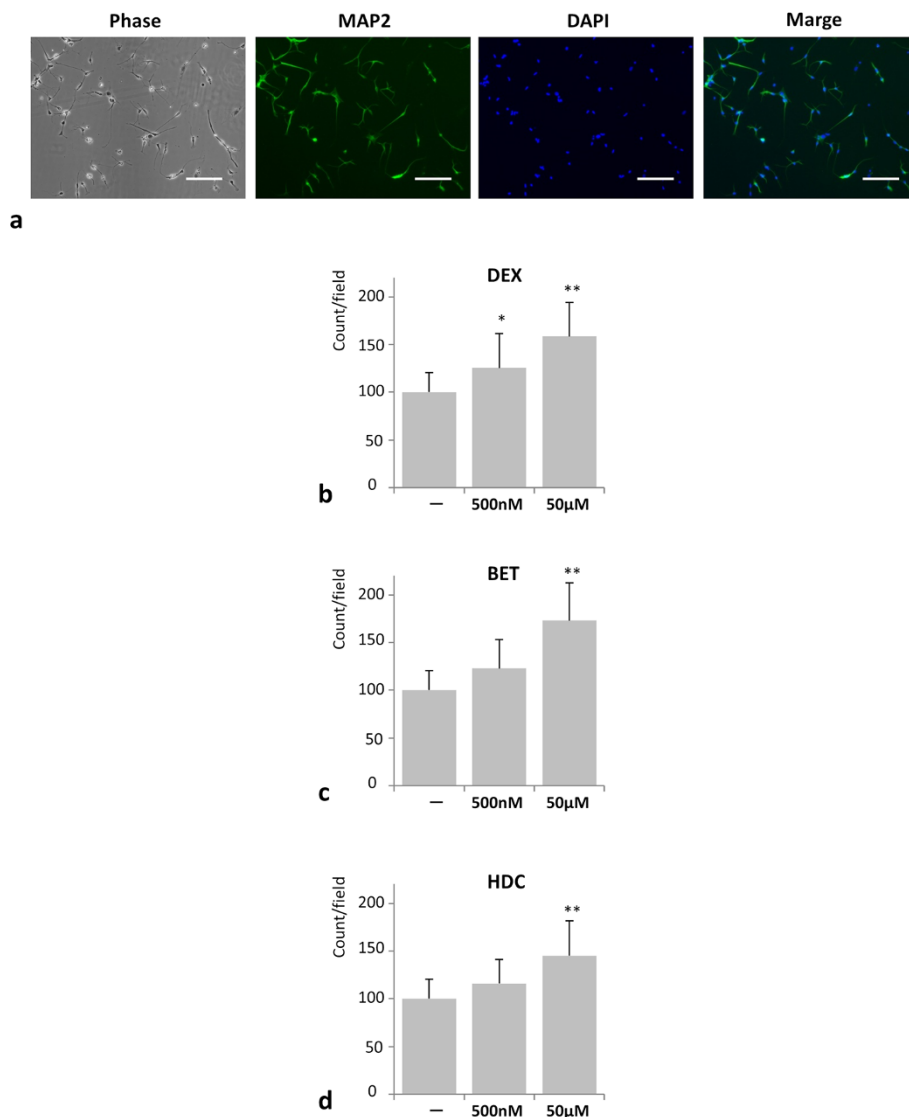 Phase MAP2 DAPI Marge
a
DEX
Count/field
200
**
*
150
100
50
0
— 500nM 50μM
b
BET
Count/field
200
**
150
100
50
0
— 500nM 50μM
c
HDC
Count/field
200
**
150
100
50
0
— 500nM 50μM
d